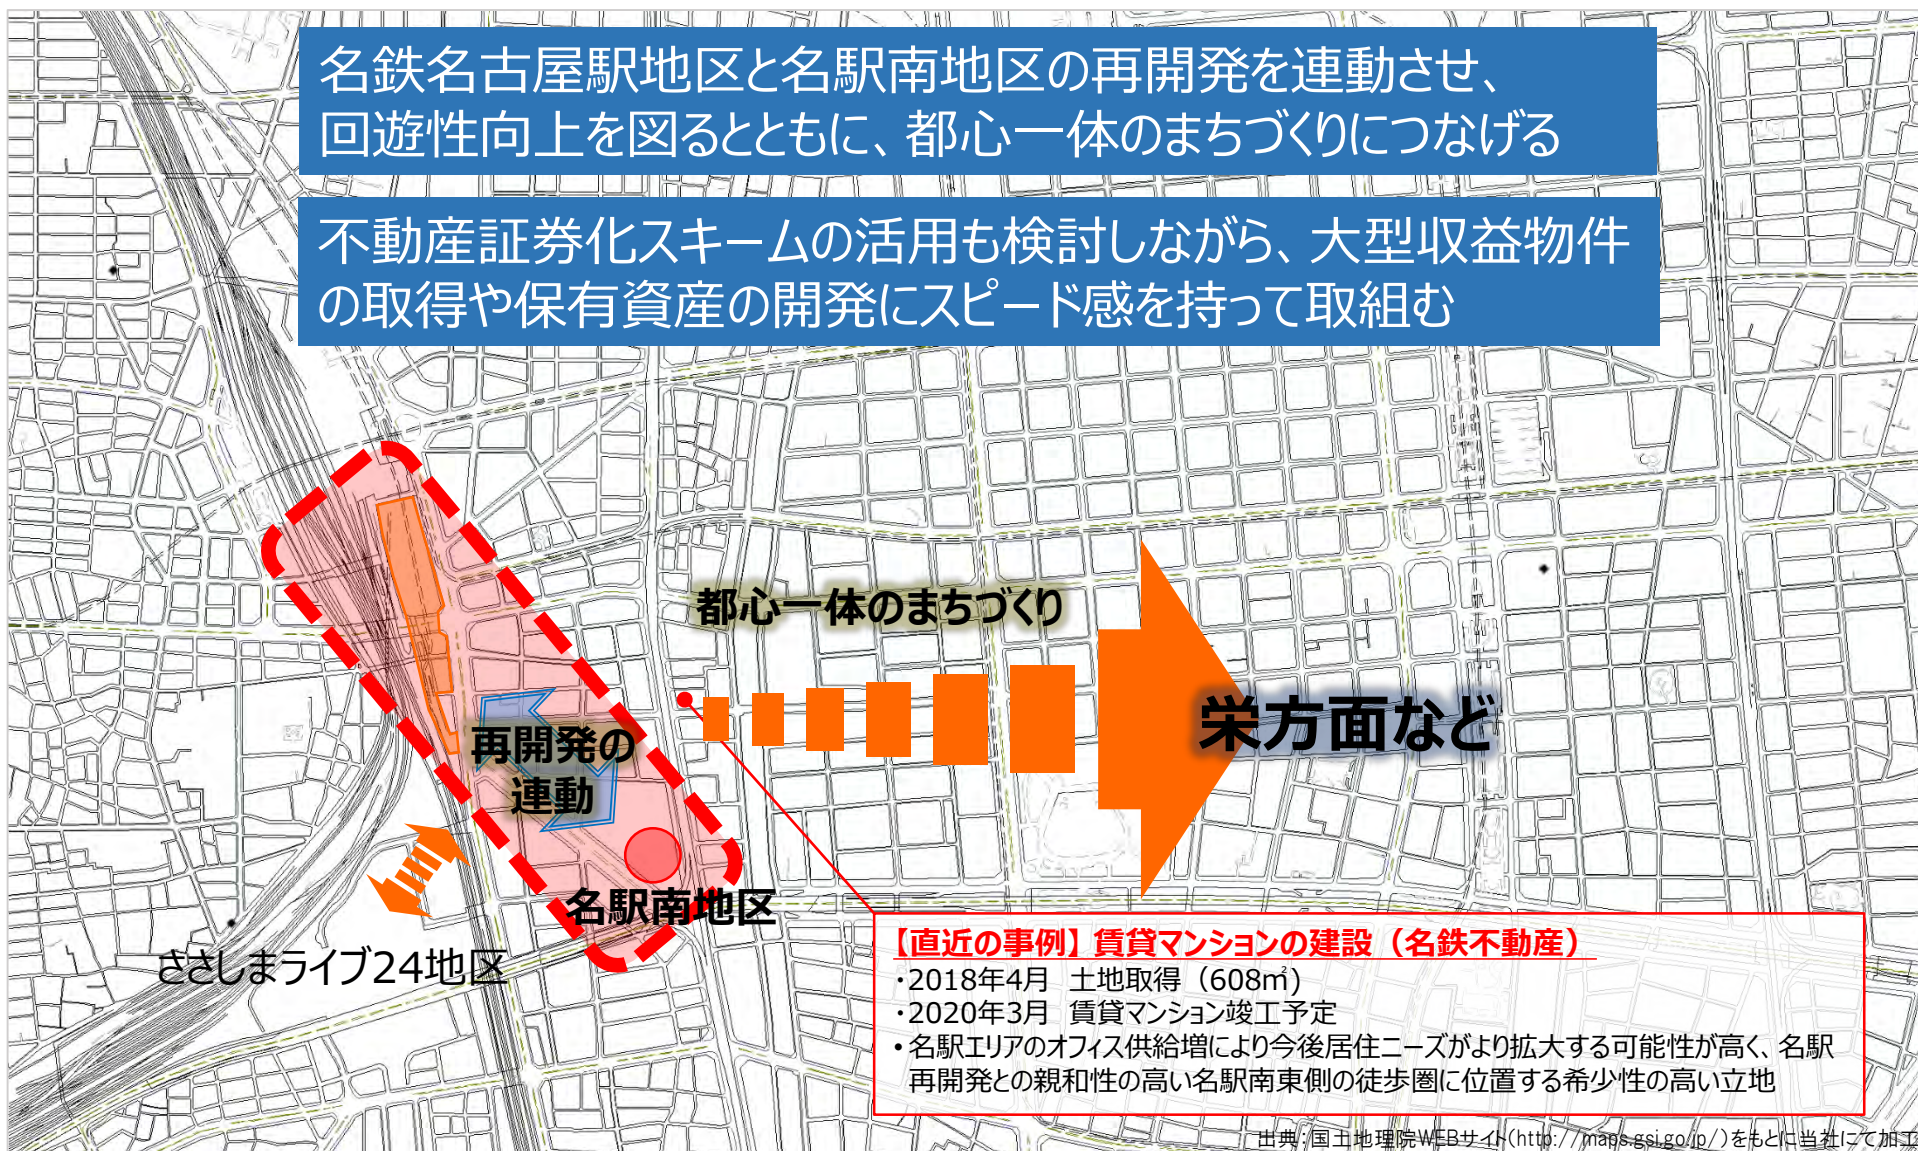 名鉄名古屋駅地区と名駅南地区の再開発を連動させ、
回遊性向上を図るとともに、都心一体のまちづくりにつなげる
不動産証券化スキームの活用も検討しながら、大型収益物件
の取得や保有資産の開発にスピード感を持って取組む
都心一体のまちづくり
栄方面など
再開発の
連動
名駅南地区
ささしまライブ24地区
【直近の事例】賃貸マンションの建設（名鉄不動産）
・2018年4月 土地取得（608㎡）
・2020年3月 賃貸マンション竣工予定
・名駅エリアのオフィス供給増により今後居住ニーズがより拡大する可能性が高く、名駅
再開発との親和性の高い名駅南東側の徒歩圏に位置する希少性の高い立地
出典：国土地理院WEBサイト(http://maps.gsi.go.jp/)をもとに当社にて加工